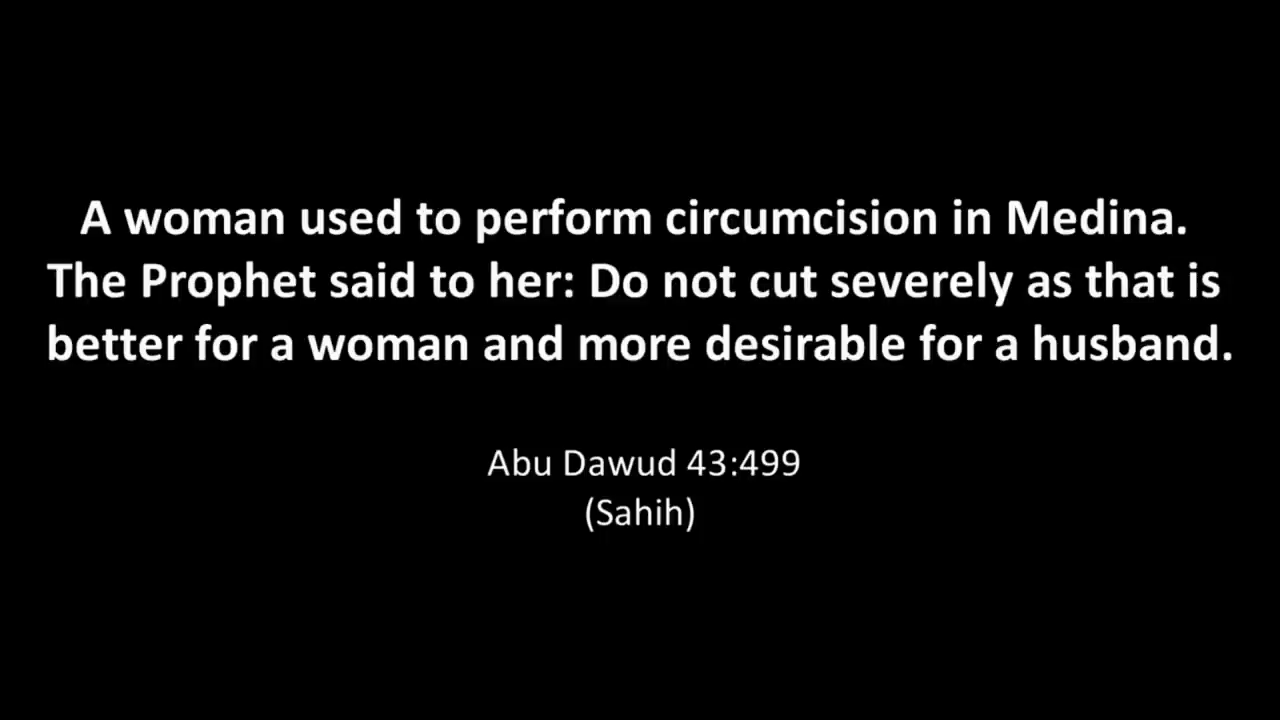 A woman used to perform circumcision in Medina.
The Prophet said to her: Do not cut severely as that is
better for a woman and more desirable for a husband.
Abu Dawud 43:499
(Sahih)